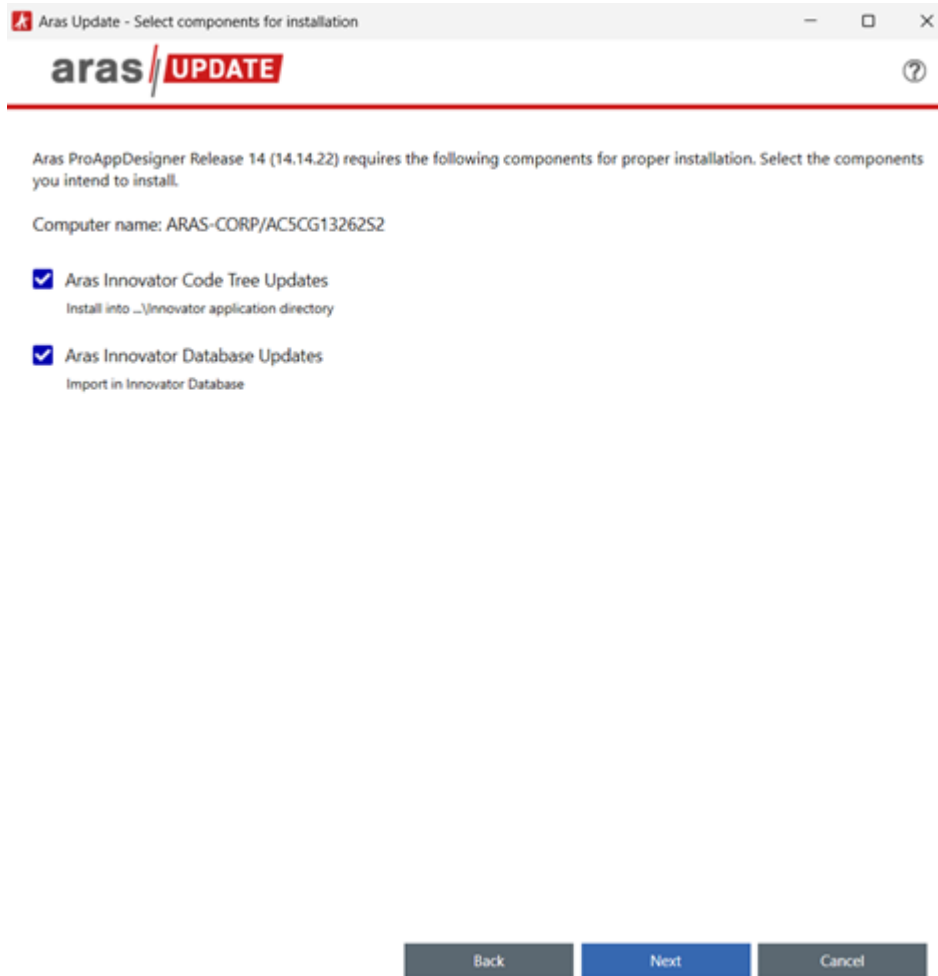 Aras Update - Select components for installation
aras UPDATE
Aras ProAppDesigner Release 14 (14.14.22) requires the following components for proper installation. Select the components
you intend to install.
Computer name: ARAS-CORP/AC5CG13262S2
Aras Innovator Code Tree Updates
Install into ...\Innovator application directory
Aras Innovator Database Updates
Import in Innovator Database
Back Next Cancel